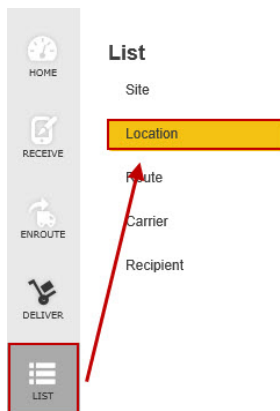 HOME
RECEIVE
ENROUTE
DELIVER
LIST
List
Site
Location
Route
Carrier
Recipient